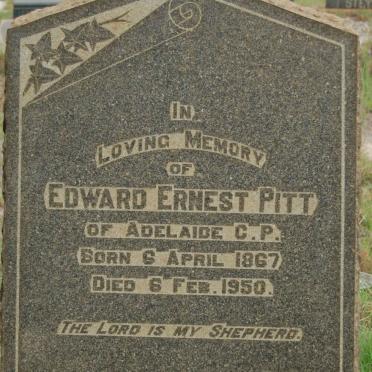 In
Loving Memory
of
Edward Ernest Pitt
of Adelaide C.P.
Born 6 April 1867
Died 6 Feb. 1950.
The Lord is my Shepherd.